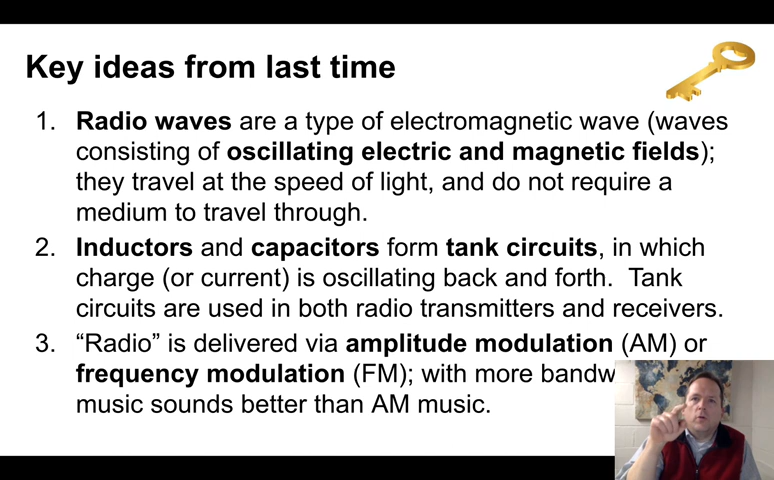 Key ideas from last time
1. Radio waves are a type of electromagnetic wave (waves
consisting of oscillating electric and magnetic fields);
they travel at the speed of light, and do not require a
medium to travel through.
2. Inductors and capacitors form tank circuits, in which
charge (or current) is oscillating back and forth.  Tank
circuits are used in both radio transmitters and receivers.
3. “Radio” is delivered via amplitude modulation (AM) or
frequency modulation (FM); with more
music sounds better than AM music.